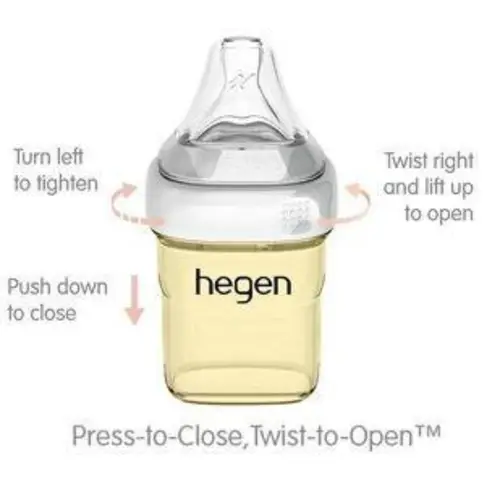 Turn left
to tighten
Twist right
and lift up
to open
Push down
to close
hegen
Press-to-Close,Twist-to-Open™